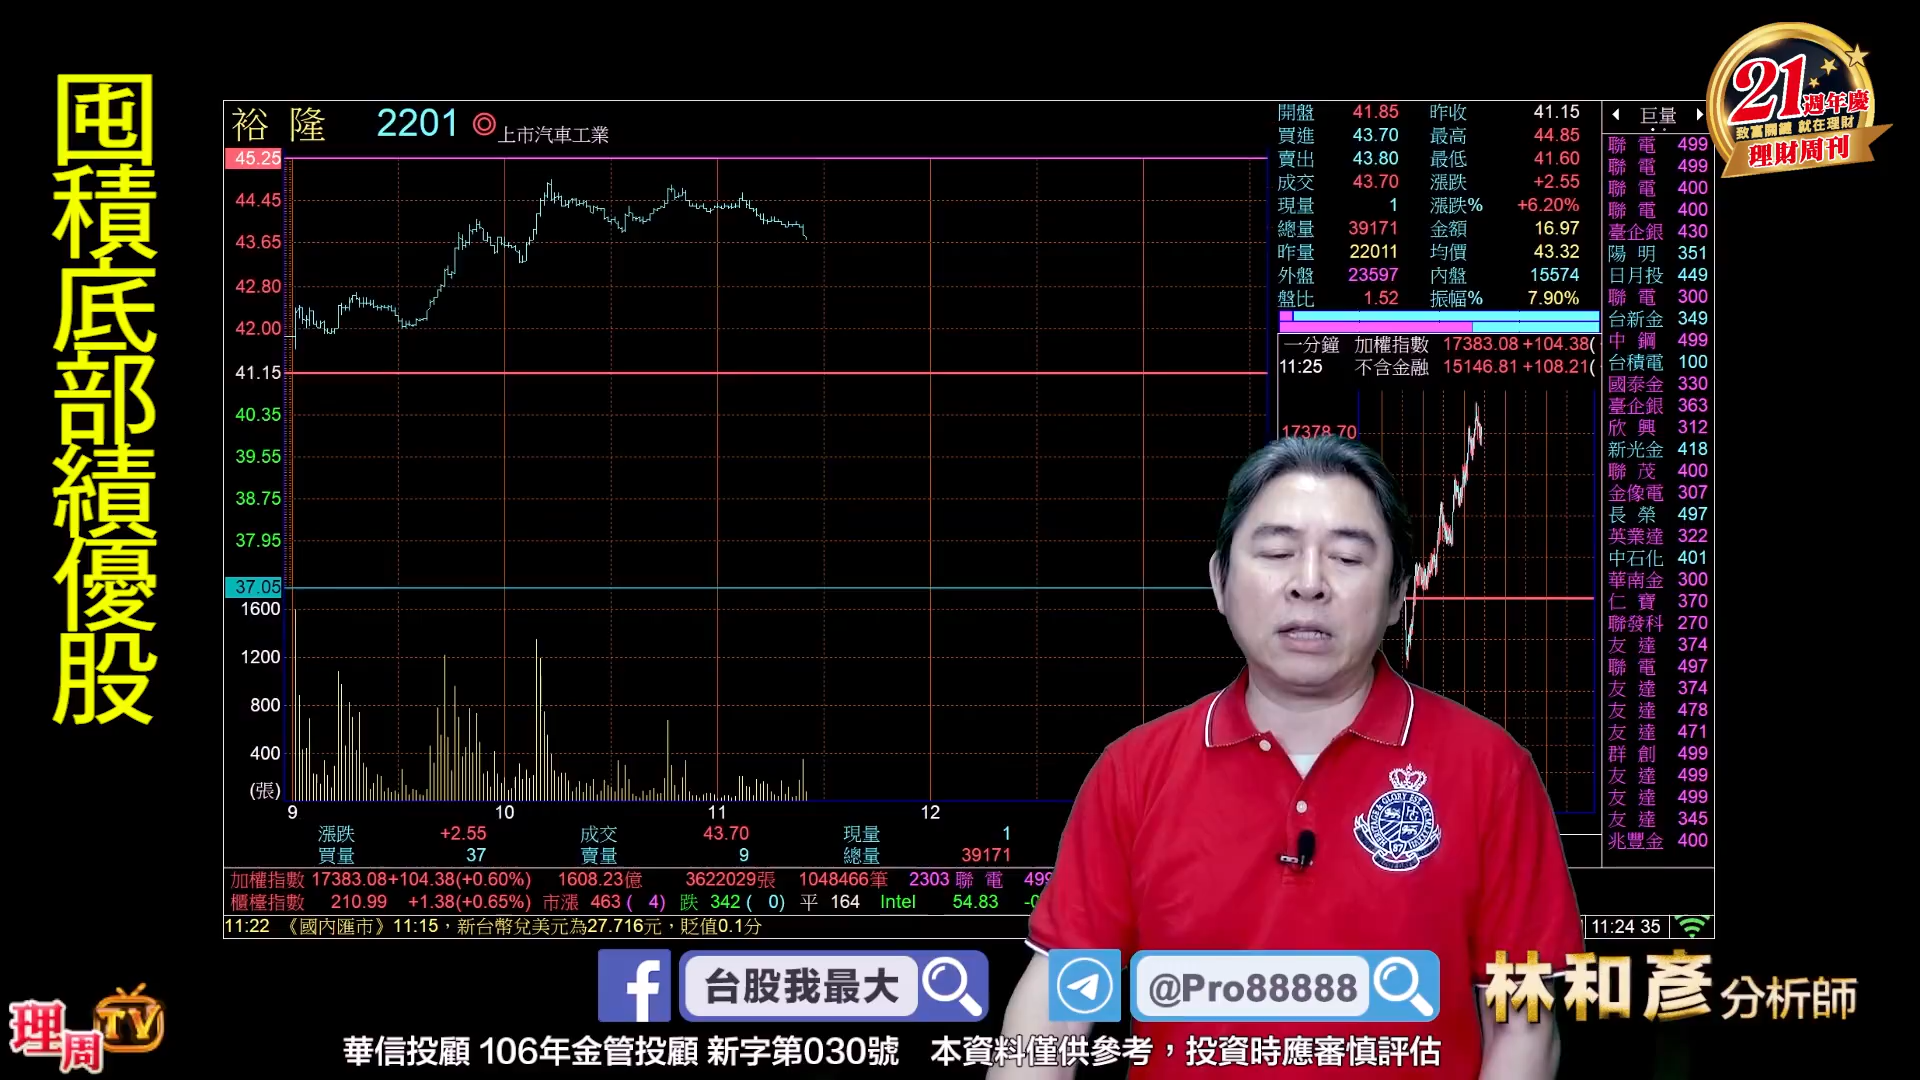 囤積底部績優股
21週年慶
致富關鍵 就在理財
理財周刊
裕隆 2201 ◎ 上市汽車工業
45.25
44.45
43.65
42.80
42.00
41.15
40.35
39.55
38.75
37.95
37.05
1600
1200
800
400
(張)
9 10 11 12
開盤 41.85 昨收 41.15
買進 43.70 最高 44.85
賣出 43.80 最低 41.60
成交 43.70 漲跌 +2.55
現量 1 漲跌% +6.20%
總量 39171 金額 16.97
昨量 22011 均價 43.32
外盤 23597 內盤 15574
盤比 1.52 振幅% 7.90%
一分鐘 加權指數 17383.08 +104.38(
11:25 不含金融 15146.81 +108.21(
17378.70
巨量
聯電 499
聯電 499
聯電 400
聯電 400
臺企銀 430
陽明 351
日月投 449
聯電 300
台新金 349
中鋼 499
台積電 100
國泰金 330
臺企銀 363
欣興 312
新光金 418
聯茂 400
金像電 307
長榮 497
英業達 322
中石化 401
華南金 300
仁寶 370
聯發科 270
友達 374
聯電 497
友達 374
友達 478
友達 471
群創 499
友達 499
友達 499
友達 345
兆豐金 400
漲跌 +2.55 成交 43.70 現量 1
買量 37 賣量 9 總量 39171
加權指數 17383.08+104.38(+0.60%) 1608.23億 3622029張 1048466筆 2303 聯電 499
櫃檯指數 210.99 +1.38(+0.65%) 市漲 463 ( 4) 跌 342 ( 0) 平 164 Intel 54.83
11:22 《國內匯市》11:15，新台幣兌美元為27.716元，貶值0.1分
11:24 35
台股我最大
@Pro88888
林和彥分析師
理周TV
華信投顧 106年金管投顧 新字第030號 本資料僅供參考，投資時應審慎評估
HERITAGE & GLORY EST.
87